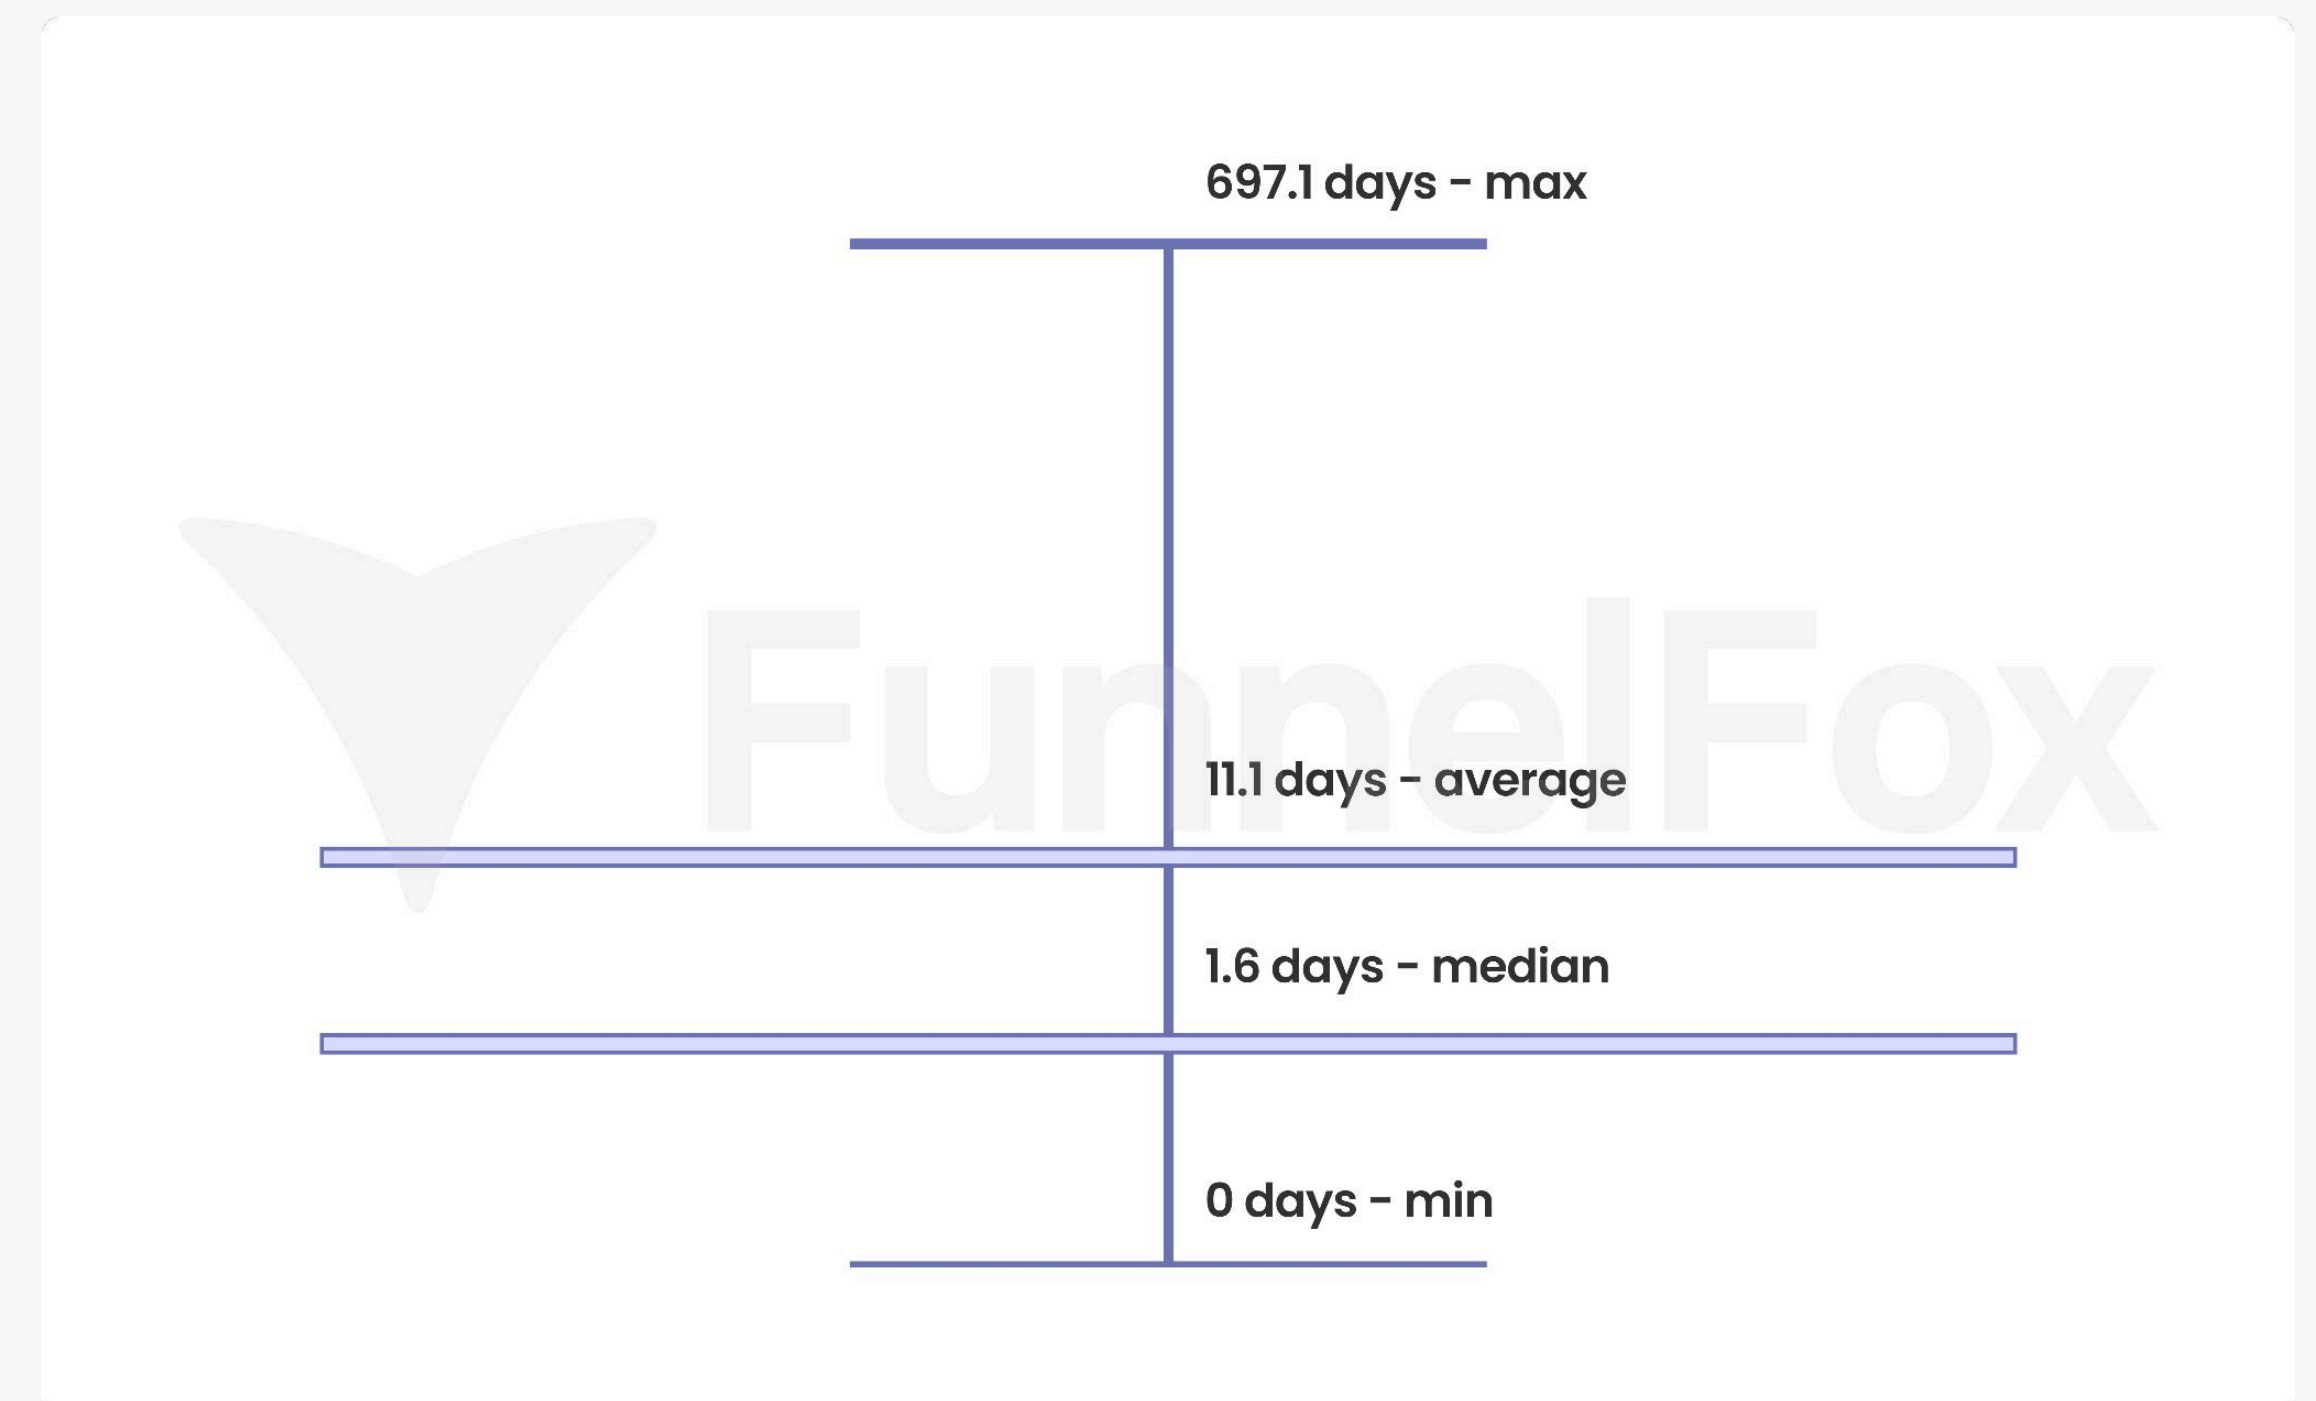 697.1 days – max
FunnelFox
11.1 days – average
1.6 days – median
0 days – min